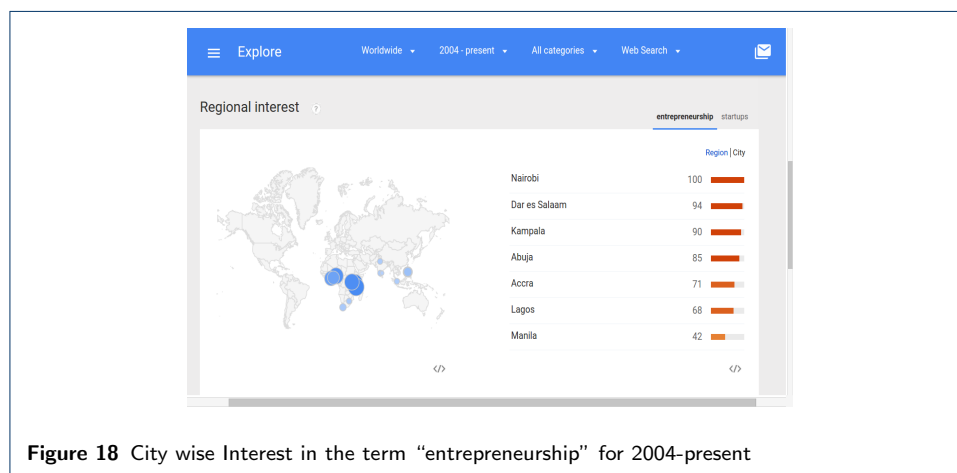 Explore Worldwide 2004 - present All categories Web Search
Regional interest ?
entrepreneurship startups
Region | City
Nairobi 100
Dar es Salaam 94
Kampala 90
Abuja 85
Accra 71
Lagos 68
Manila 42
</> </>
Figure 18 City wise Interest in the term “entrepreneurship” for 2004-present